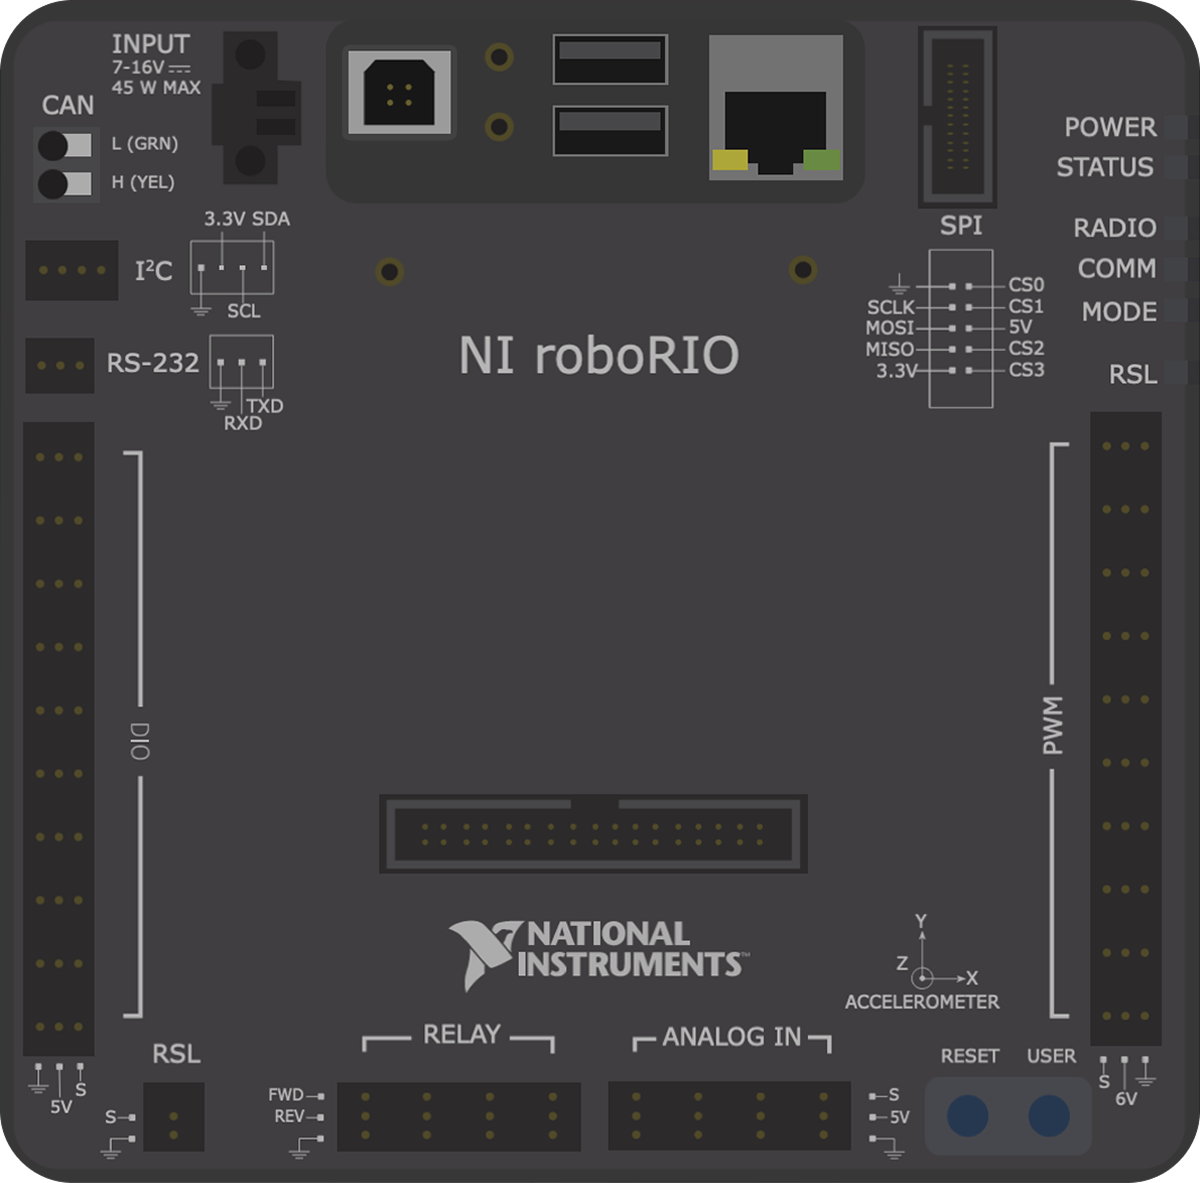 INPUT
7-16V
45 W MAX
CAN
L (GRN)
H (YEL)
POWER
STATUS
3.3V SDA
SPI
RADIO
I²C
COMM
SCL
CS0
SCLK
CS1
MODE
MOSI
5V
MISO
CS2
3.3V
CS3
NI roboRIO
RS-232
RSL
TXD
RXD
DIO
PWM
NATIONAL
INSTRUMENTS™
Y
Z
X
ACCELEROMETER
RSL
RELAY
ANALOG IN
RESET
USER
S
5V
S
6V
FWD
REV
S
S
5V